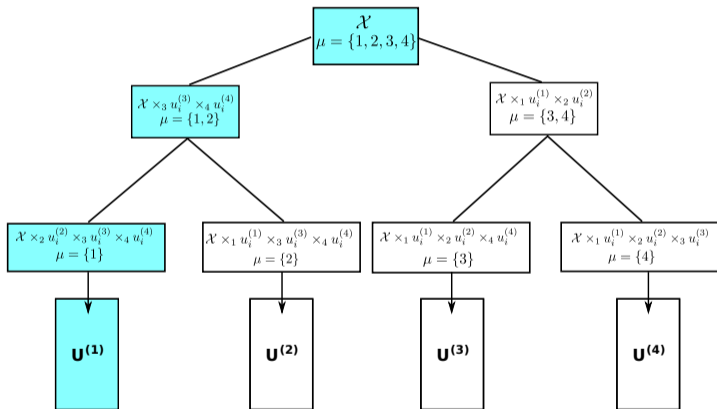 𝒳
μ = {1, 2, 3, 4}
𝒳 ×₃ u_i^{(3)} ×₄ u_i^{(4)}
μ = {1, 2}
𝒳 ×₁ u_i^{(1)} ×₂ u_i^{(2)}
μ = {3, 4}
𝒳 ×₂ u_i^{(2)} ×₃ u_i^{(3)} ×₄ u_i^{(4)}
μ = {1}
𝒳 ×₁ u_i^{(1)} ×₃ u_i^{(3)} ×₄ u_i^{(4)}
μ = {2}
𝒳 ×₁ u_i^{(1)} ×₂ u_i^{(2)} ×₄ u_i^{(4)}
μ = {3}
𝒳 ×₁ u_i^{(1)} ×₂ u_i^{(2)} ×₃ u_i^{(3)}
μ = {4}
U^{(1)}
U^{(2)}
U^{(3)}
U^{(4)}